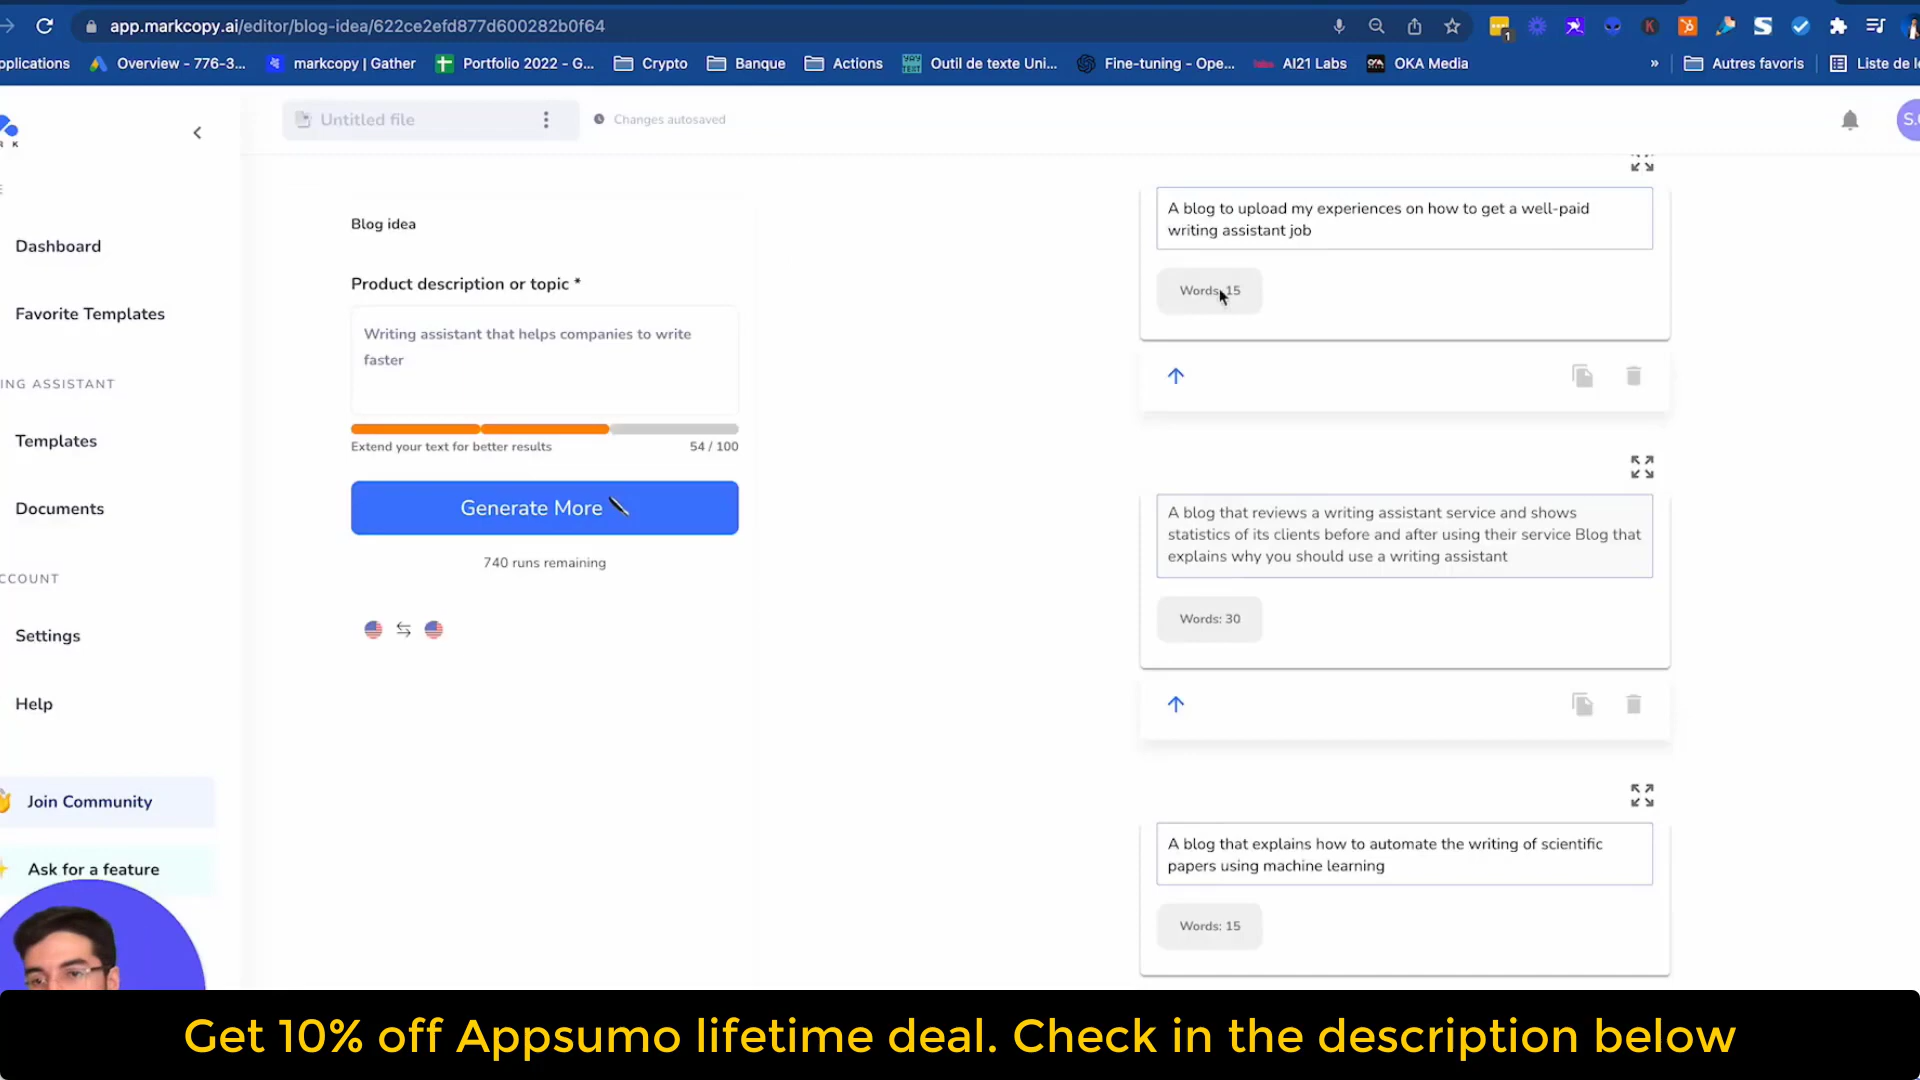 app.markcopy.ai/editor/blog-idea/622ce2efd877d600282b0f64
1
pplications
Overview - 776-3...
markcopy | Gather
Portfolio 2022 - G...
Crypto
Banque
Actions
Outil de texte Uni...
Fine-tuning - Ope...
AI21 Labs
OKA Media
»
Autres favoris
Liste de le
R K
Untitled file
Changes autosaved
S.
E
Dashboard
Favorite Templates
ING ASSISTANT
Templates
Documents
CCOUNT
Settings
Help
Join Community
Ask for a feature
Blog idea
Product description or topic *
Writing assistant that helps companies to write
faster
Extend your text for better results
54 / 100
Generate More
740 runs remaining
A blog to upload my experiences on how to get a well-paid
writing assistant job
Words: 15
A blog that reviews a writing assistant service and shows
statistics of its clients before and after using their service Blog that
explains why you should use a writing assistant
Words: 30
A blog that explains how to automate the writing of scientific
papers using machine learning
Words: 15
Get 10% off Appsumo lifetime deal. Check in the description below